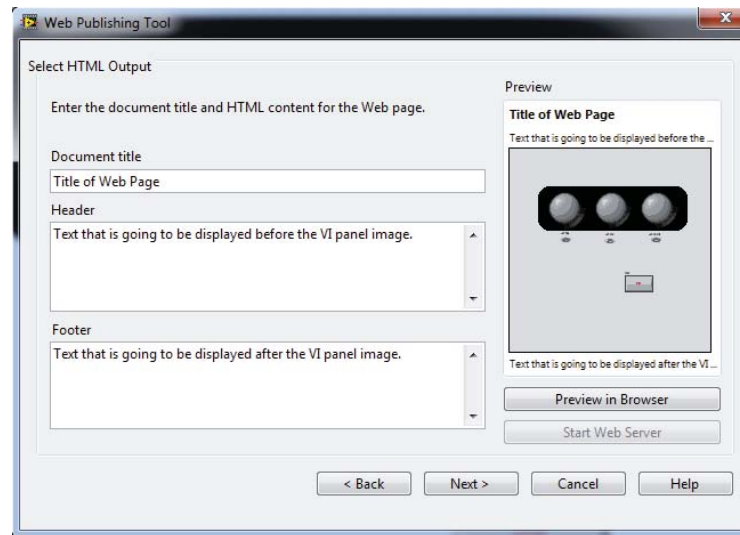 Web Publishing Tool
Select HTML Output
Enter the document title and HTML content for the Web page.
Document title
Title of Web Page
Header
Text that is going to be displayed before the VI panel image.
Footer
Text that is going to be displayed after the VI panel image.
Preview
Title of Web Page
Text that is going to be displayed before the ...
Text that is going to be displayed after the VI ...
Preview in Browser
Start Web Server
< Back
Next >
Cancel
Help